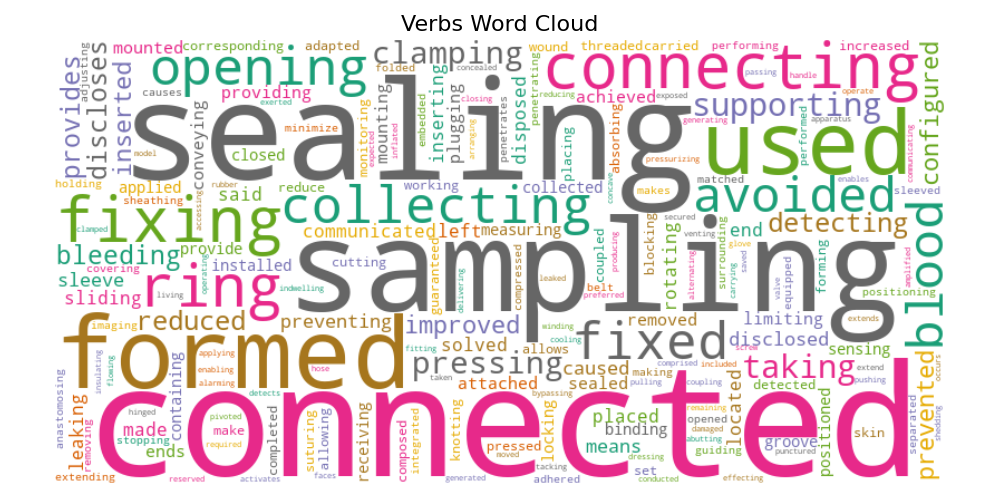 Verbs Word Cloud
provides
adjusting
discloses
mounted
corresponding
adapted
causes
inserted
opening
folded
clamping
concealed
wound
threaded
carried
performing
increased
connecting
passing
handle
operate
providing
exerted
minimize
conveying
closed
model
sealing
monitoring
expected
inflated
mounting
embedded
inserting
plugging
closing
arranging
penetrates
disposed
penetrating
reducing
achieved
exposed
supporting
generating
apparatus
configured
communicating
placing
absorbing
pressurizing
used
performed
enables
holding
applied
sheathing
rubber
accessing
said
reduce
working
collected
concave
makes
matched
avoided
sleeved
fixing
clamped
collecting
communicated
left
measuring
secured
venting
end
detecting
blood
bleeding
provide
covering
sleeve
installed
operating
cutting
sampling
guaranteed
delivering
compressed
leaked
coupled
producing
blocking
rotating
alternating
surrounding
glove
carrying
saved
valve
equipped
forming
amplified
positioning
sliding
living
ring
indwelling
belt
preferred
imaging
reduced
preventing
improved
winding
cooling
fixed
removed
limiting
disclosed
extends
formed
fitting
solved
allows
pressing
caused
making
taken
attached
sealed
pulling
comprised
coupling
included
scheme
taking
sensing
extend
pushing
detected
prevented
occurs
anastomosing
insulating
flowing
applying
enabling
alarming
hose
detects
containing
connected
bypassing
remaining
located
leaking
removing
hinged
made
stopping
ends
pivoted
make
required
completed
suturing
allowing
receiving
composed
integrated
knotting
pressed
moved
locking
placed
binding
means
opened
damaged
abutting
guiding
groove
punctured
positioned
skin
separated
shedding
extending
reserved
activates
faces
generated
tacking
adhered
dressing
set
conducted
effecting